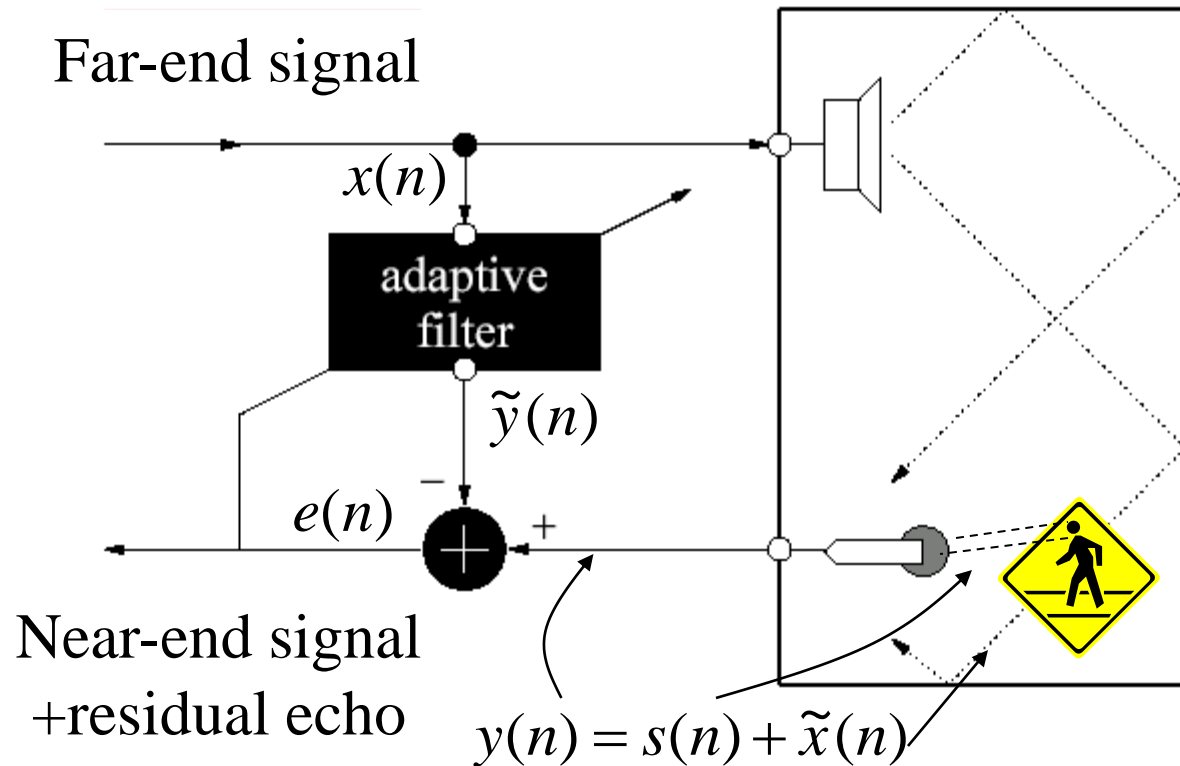 Far-end signal
x(n)
adaptive
filter
ỹ(n)
−
e(n)
+
+
Near-end signal
+residual echo
y(n) = s(n) + x̃(n)